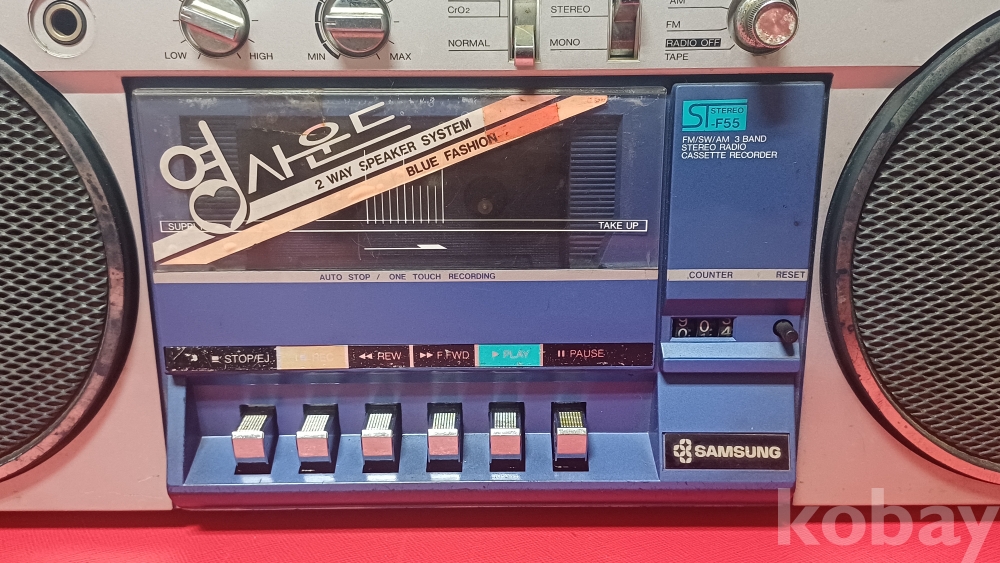 CrO2
NORMAL
LOW
HIGH
MIN
MAX
STEREO
MONO
AM
FM
RADIO OFF
TAPE
영사운드
2 WAY SPEAKER SYSTEM
BLUE FASHION
TAKE UP
AUTO STOP / ONE TOUCH RECORDING
ST STEREO
-F55
FM/SW/AM 3 BAND
STEREO RADIO
CASSETTE RECORDER
COUNTER
RESET
STOP/EJ
REC
REW
F.FWD
PLAY
PAUSE
SAMSUNG
kobay